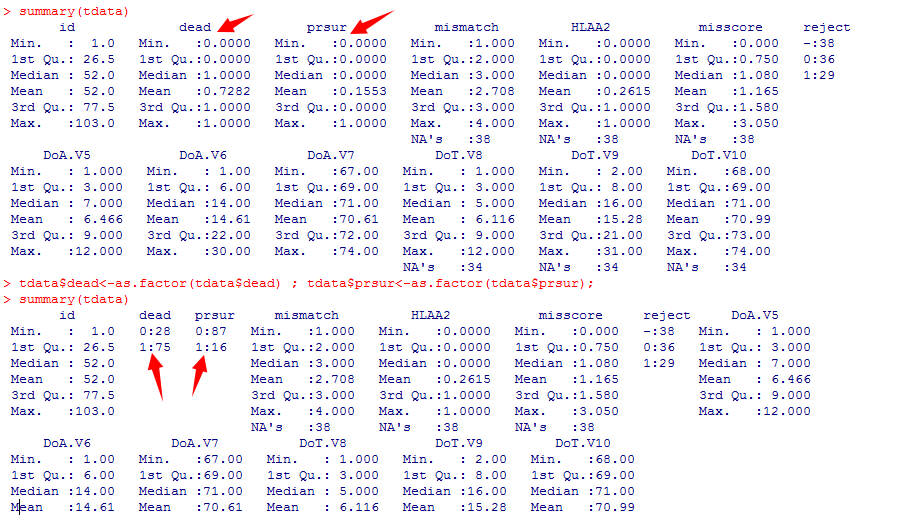 > summary(tdata)
       id             dead            prsur           mismatch         HLAA2           misscore     reject
 Min.   :  1.0   Min.   :0.0000   Min.   :0.0000   Min.   :1.000   Min.   :0.0000   Min.   :0.000   -:38
 1st Qu.: 26.5   1st Qu.:0.0000   1st Qu.:0.0000   1st Qu.:2.000   1st Qu.:0.0000   1st Qu.:0.750   0:36
 Median : 52.0   Median :1.0000   Median :0.0000   Median :3.000   Median :0.0000   Median :1.080   1:29
 Mean   : 52.0   Mean   :0.7282   Mean   :0.1553   Mean   :2.708   Mean   :0.2615   Mean   :1.165
 3rd Qu.: 77.5   3rd Qu.:1.0000   3rd Qu.:0.0000   3rd Qu.:3.000   3rd Qu.:1.0000   3rd Qu.:1.580
 Max.   :103.0   Max.   :1.0000   Max.   :1.0000   Max.   :4.000   Max.   :1.0000   Max.   :3.050
 NA's   :38   NA's   :38   NA's   :38
     DoA.V5           DoA.V6           DoA.V7          DoT.V8           DoT.V9          DoT.V10
 Min.   : 1.000   Min.   : 1.00   Min.   :67.00   Min.   : 1.000   Min.   : 2.00   Min.   :68.00
 1st Qu.: 3.000   1st Qu.: 6.00   1st Qu.:69.00   1st Qu.: 3.000   1st Qu.: 8.00   1st Qu.:69.00
 Median : 7.000   Median :14.00   Median :71.00   Median : 5.000   Median :16.00   Median :71.00
 Mean   : 6.466   Mean   :14.61   Mean   :70.61   Mean   : 6.116   Mean   :15.28   Mean   :70.99
 3rd Qu.: 9.000   3rd Qu.:22.00   3rd Qu.:72.00   3rd Qu.: 9.000   3rd Qu.:21.00   3rd Qu.:73.00
 Max.   :12.000   Max.   :30.00   Max.   :74.00   Max.   :12.000   Max.   :31.00   Max.   :74.00
 NA's   :34   NA's   :34   NA's   :34
> tdata$dead<-as.factor(tdata$dead) ; tdata$prsur<-as.factor(tdata$prsur);
> summary(tdata)
       id         dead   prsur      mismatch         HLAA2           misscore     reject     DoA.V5
 Min.   :  1.0   0:28   0:87   Min.   :1.000   Min.   :0.0000   Min.   :0.000   -:38   Min.   : 1.000
 1st Qu.: 26.5   1:75   1:16   1st Qu.:2.000   1st Qu.:0.0000   1st Qu.:0.750   0:36   1st Qu.: 3.000
 Median : 52.0   Median :3.000   Median :0.0000   Median :1.080   1:29   Median : 7.000
 Mean   : 52.0   Mean   :2.708   Mean   :0.2615   Mean   :1.165   Mean   : 6.466
 3rd Qu.: 77.5   3rd Qu.:3.000   3rd Qu.:1.0000   3rd Qu.:1.580   3rd Qu.: 9.000
 Max.   :103.0   Max.   :4.000   Max.   :1.0000   Max.   :3.050   Max.   :12.000
 NA's   :38   NA's   :38   NA's   :38
     DoA.V6          DoA.V7          DoT.V8           DoT.V9          DoT.V10
 Min.   : 1.00   Min.   :67.00   Min.   : 1.000   Min.   : 2.00   Min.   :68.00
 1st Qu.: 6.00   1st Qu.:69.00   1st Qu.: 3.000   1st Qu.: 8.00   1st Qu.:69.00
 Median :14.00   Median :71.00   Median : 5.000   Median :16.00   Median :71.00
 Mean   :14.61   Mean   :70.61   Mean   : 6.116   Mean   :15.28   Mean   :70.99